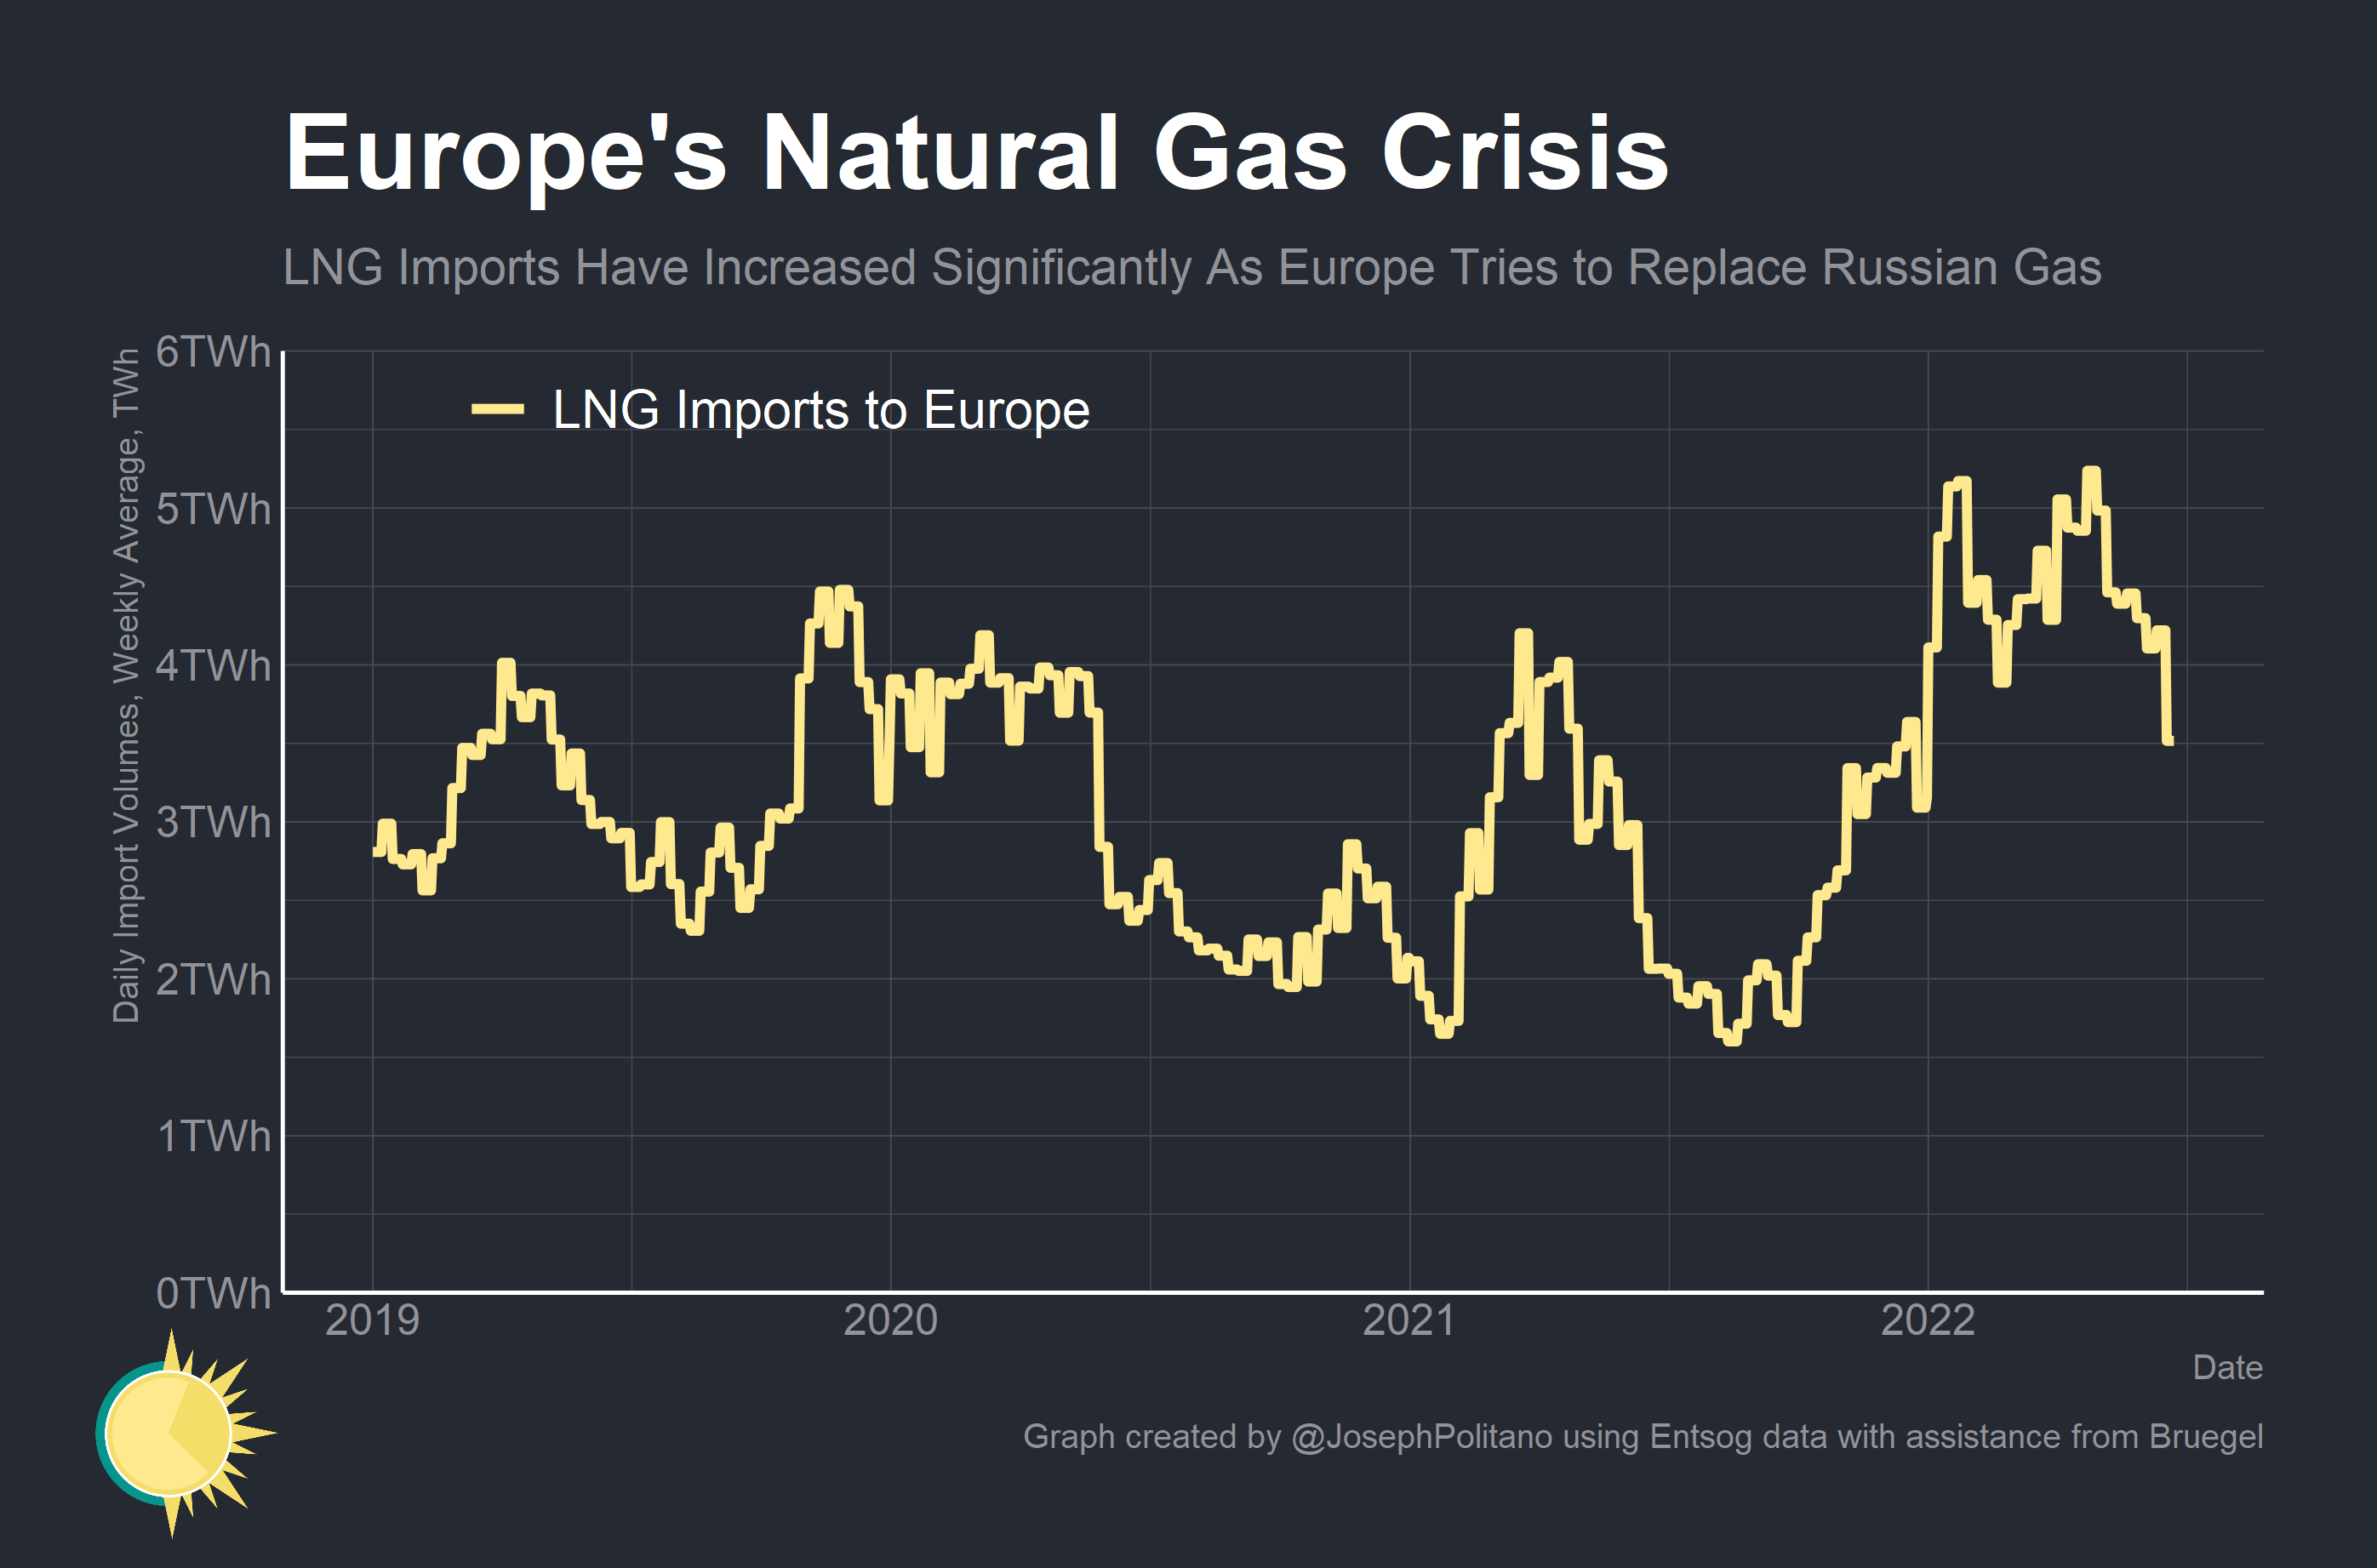 Europe's Natural Gas Crisis
LNG Imports Have Increased Significantly As Europe Tries to Replace Russian Gas
Daily Import Volumes, Weekly Average, TWh
6TWh
5TWh
4TWh
3TWh
2TWh
1TWh
0TWh
LNG Imports to Europe
2019
2020
2021
2022
Date
Graph created by @JosephPolitano using Entsog data with assistance from Bruegel